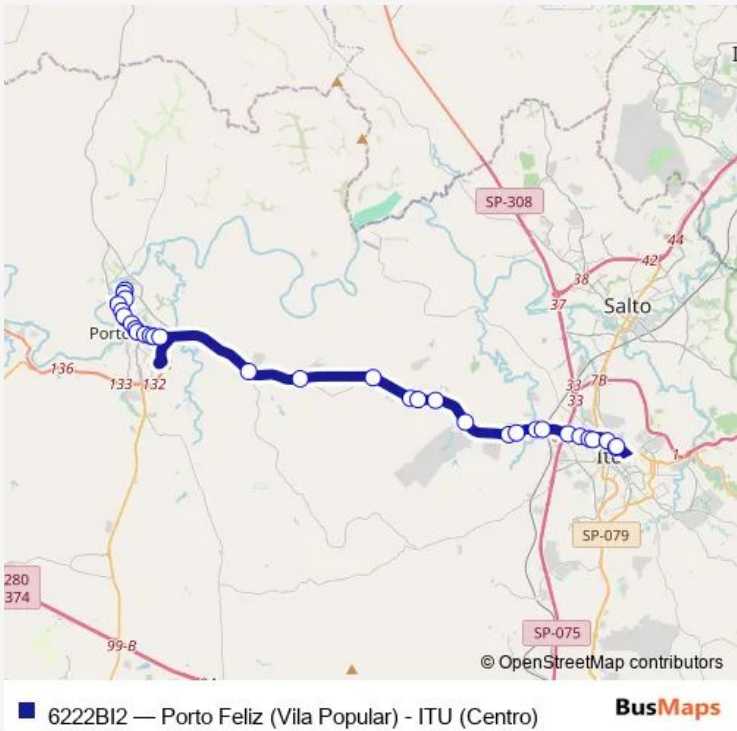 SP-308
44
42
38
37
Salto
Porto
136
133
132
33
7B
33
1
Itu
SP-079
280
374
SP-075
99-B
© OpenStreetMap contributors
6222BI2 — Porto Feliz (Vila Popular) - ITU (Centro)
BusMaps